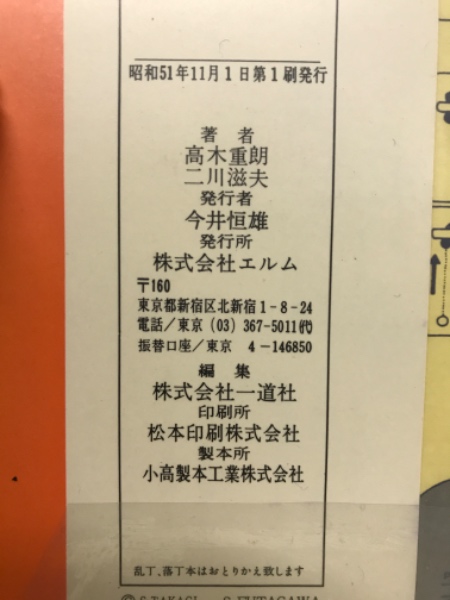 昭和51年11月1日第1刷発行
著者
高木重朗
二川滋夫
発行者
今井恒雄
発行所
株式会社エルム
〒160
東京都新宿区北新宿1-8-24
電話/東京(03)367-5011代
振替口座/東京 4-146850
編集
株式会社一道社
印刷所
松本印刷株式会社
製本所
小高製本工業株式会社
乱丁、落丁本はおとりかえ致します